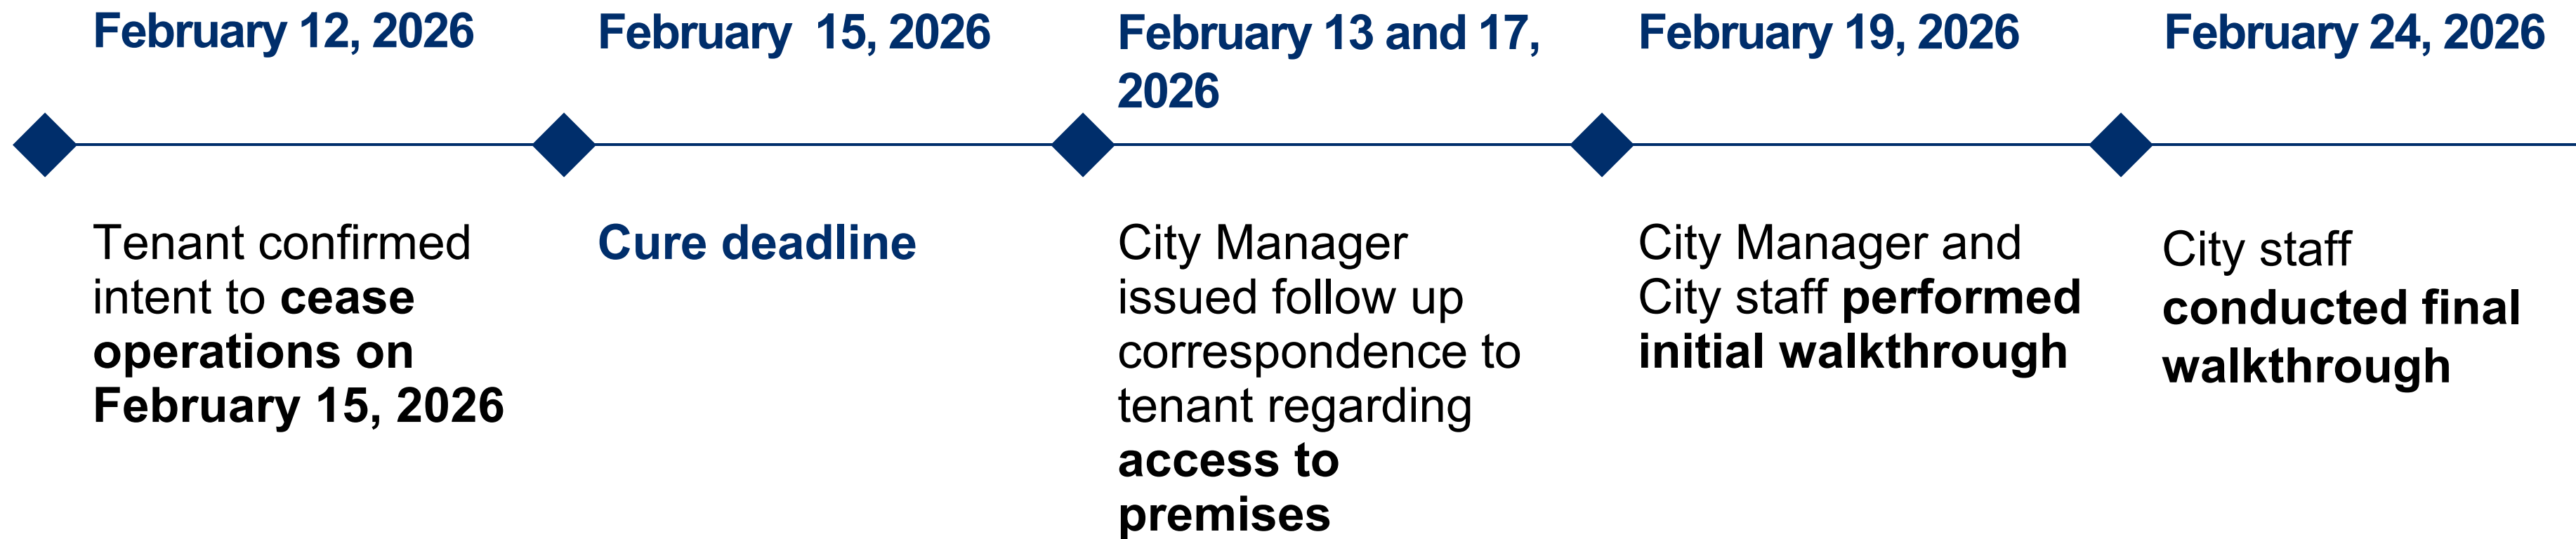 February 12, 2026
Tenant confirmed
intent to cease
operations on
February 15, 2026
February  15, 2026
Cure deadline
February 13 and 17,
2026
City Manager
issued follow up
correspondence to
tenant regarding
access to
premises
February 19, 2026
City Manager and
City staff performed
initial walkthrough
February 24, 2026
City staff
conducted final
walkthrough